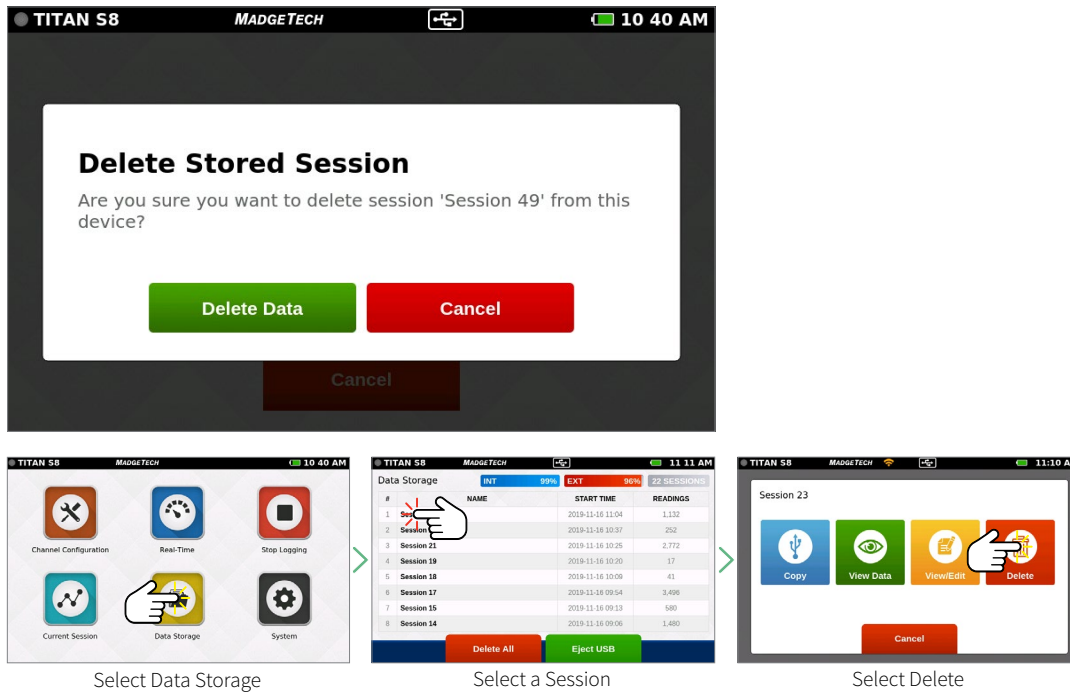 TITAN S8 MADGETECH 10 40 AM
Delete Stored Session
Are you sure you want to delete session 'Session 49' from this
device?
Delete Data Cancel
Cancel
TITAN S8 MADGETECH 10 40 AM
Channel Configuration Real-Time Stop Logging
Current Session Data Storage System
Select Data Storage
TITAN S8 MADGETECH 11 11 AM
Data Storage INT 99% EXT 96% 22 SESSIONS
# NAME START TIME READINGS
1 2019-11-16 11:04 1,132
2 Session 2019-11-16 10:37 252
3 Session 21 2019-11-16 10:25 2,772
4 Session 19 2019-11-16 10:20 17
5 Session 18 2019-11-16 10:09 41
6 Session 17 2019-11-16 09:54 3,496
7 Session 15 2019-11-16 09:13 580
8 Session 14 2019-11-16 09:06 1,480
Delete All Eject USB
Select a Session
TITAN S8 MADGETECH 11:10 A
Session 23
Copy View Data View/Edit Delete
Cancel
Select Delete